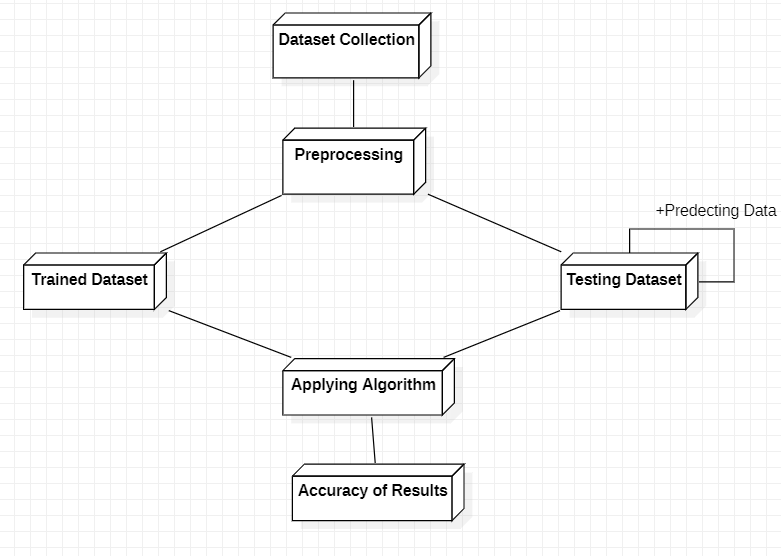 Dataset Collection
Preprocessing
+Predecting Data
Trained Dataset
Testing Dataset
Applying Algorithm
Accuracy of Results